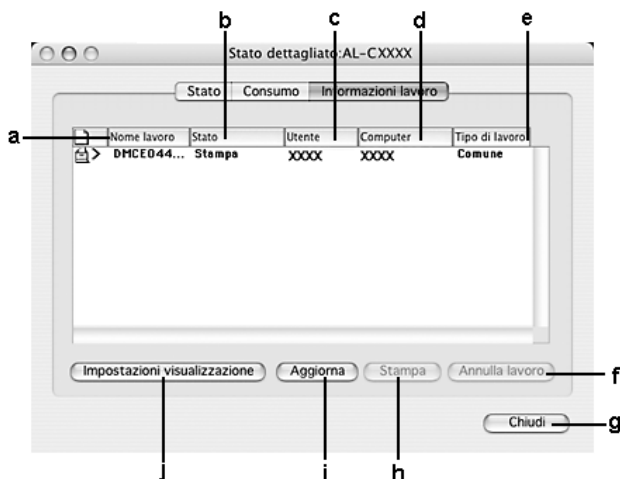 b c d e
Stato dettagliato:AL-CXXXX
Stato Consumo Informazioni lavoro
a
Nome lavoro Stato Utente Computer Tipo di lavoro
DMCE044... Stampa XXXX XXXX Comune
Impostazioni visualizzazione Aggiorna Stampa Annulla lavoro
f
Chiudi
g
j i h